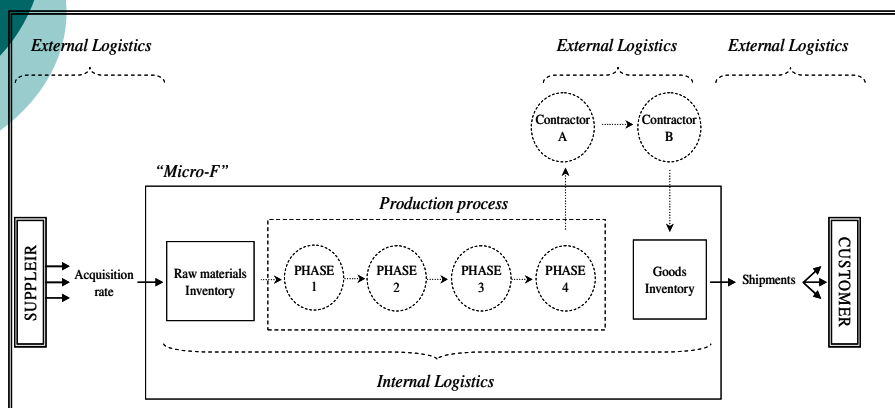 External Logistics
External Logistics
External Logistics
Contractor
A
Contractor
B
“Micro-F”
Production process
SUPPLEIR
Acquisition
rate
Raw materials
Inventory
PHASE
1
PHASE
2
PHASE
3
PHASE
4
Goods
Inventory
Shipments
CUSTOMER
Internal Logistics